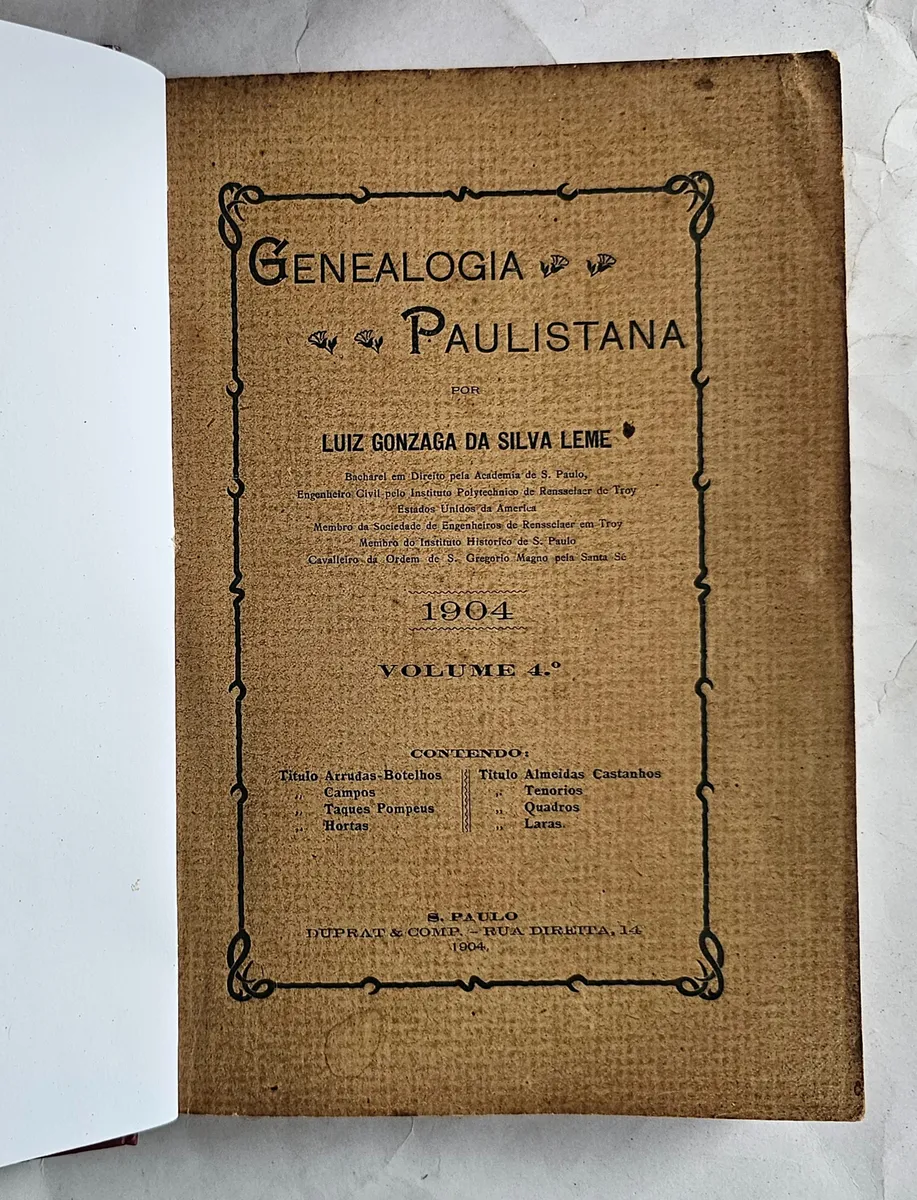 GENEALOGIA
PAULISTANA
POR
LUIZ GONZAGA DA SILVA LEME
Bacharel em Direito pela Academia de S. Paulo,
Engenheiro Civil pelo Instituto Polytechnico de Rensselaer de Troy
Estados Unidos da America
Membro da Sociedade de Engenheiros de Rensselaer em Troy
Membro do Instituto Historico de S. Paulo
Cavalleiro da Ordem de S. Gregorio Magno pela Santa Sé
1904
VOLUME 4.º
CONTENDO:
Titulo Arrudas-Botelhos
„ Campos
„ Taques Pompeus
„ Hortas
Titulo Almeidas Castanhos
„ Tenorios
„ Quadros
„ Laras.
S. PAULO
DUPRAT & COMP. - RUA DIREITA, 14
1904.